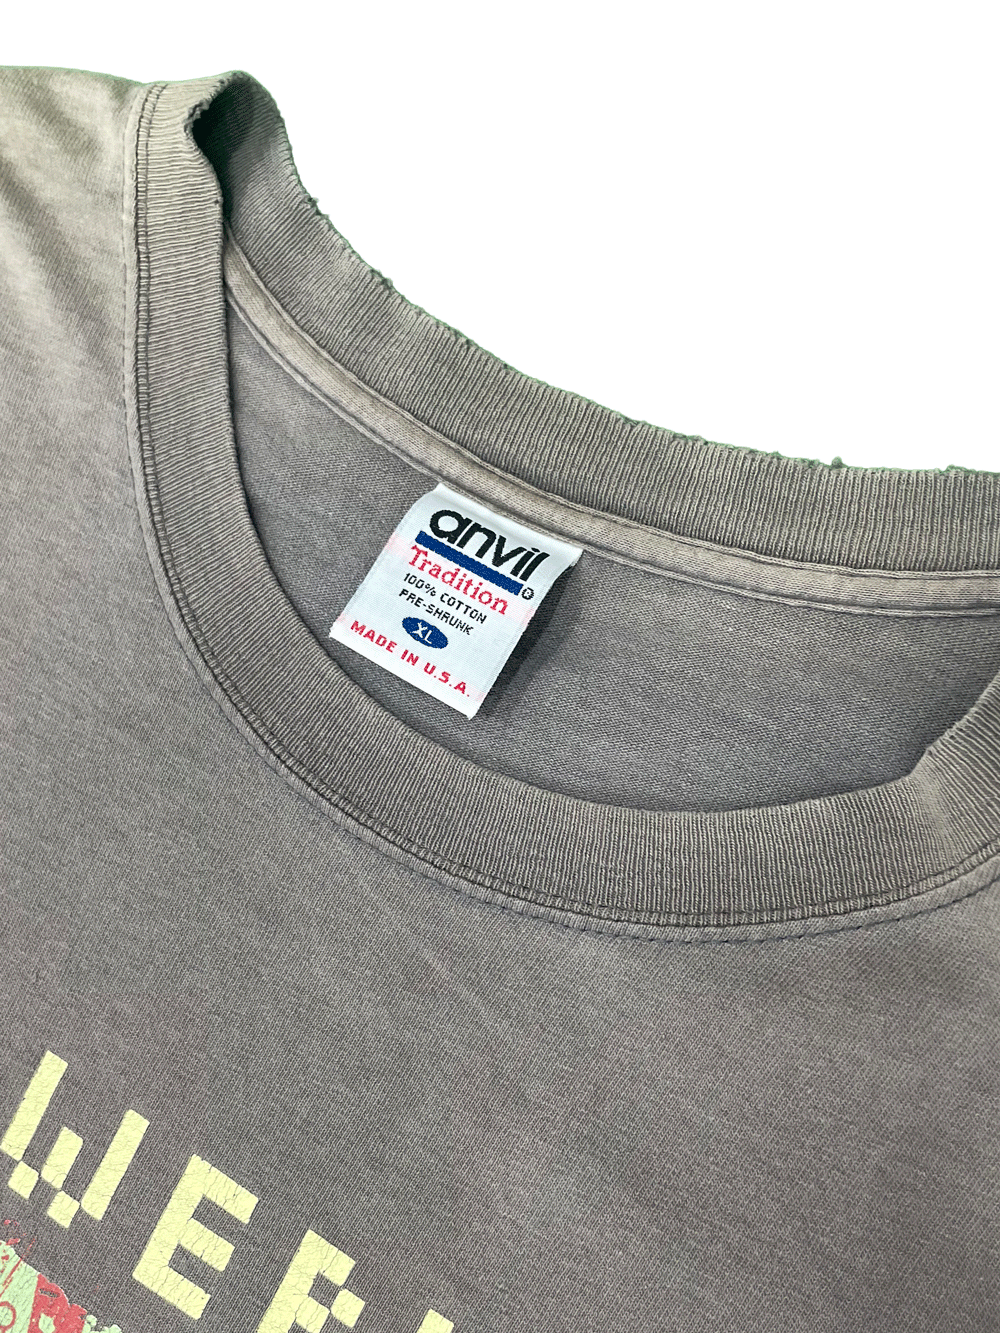 anvil
Tradition®
100% COTTON
PRE-SHRUNK
XL
MADE IN U.S.A.